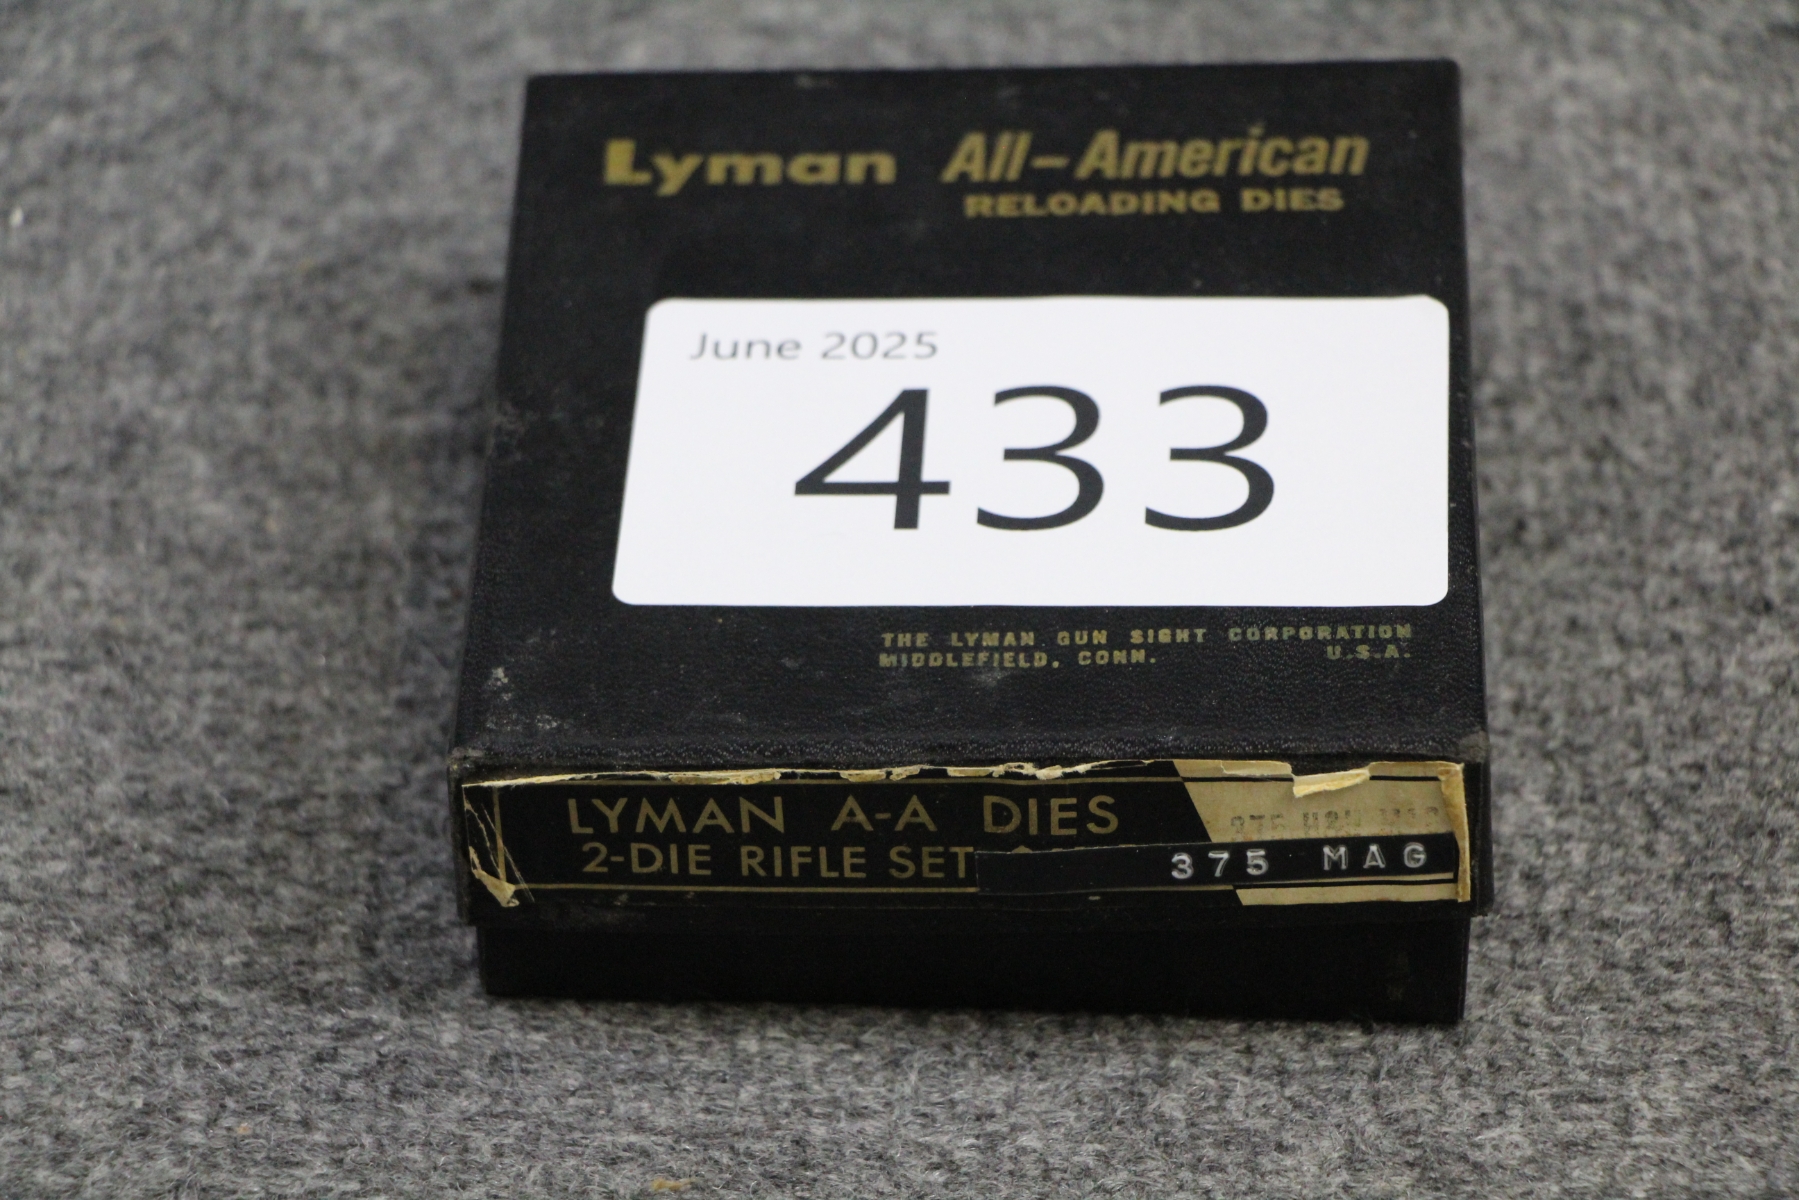 Lyman All-American
RELOADING DIES
June 2025
433
THE LYMAN GUN SIGHT CORPORATION
MIDDLEFIELD, CONN. U.S.A.
LYMAN A-A DIES
375 H&H
2-DIE RIFLE SET
375 MAG